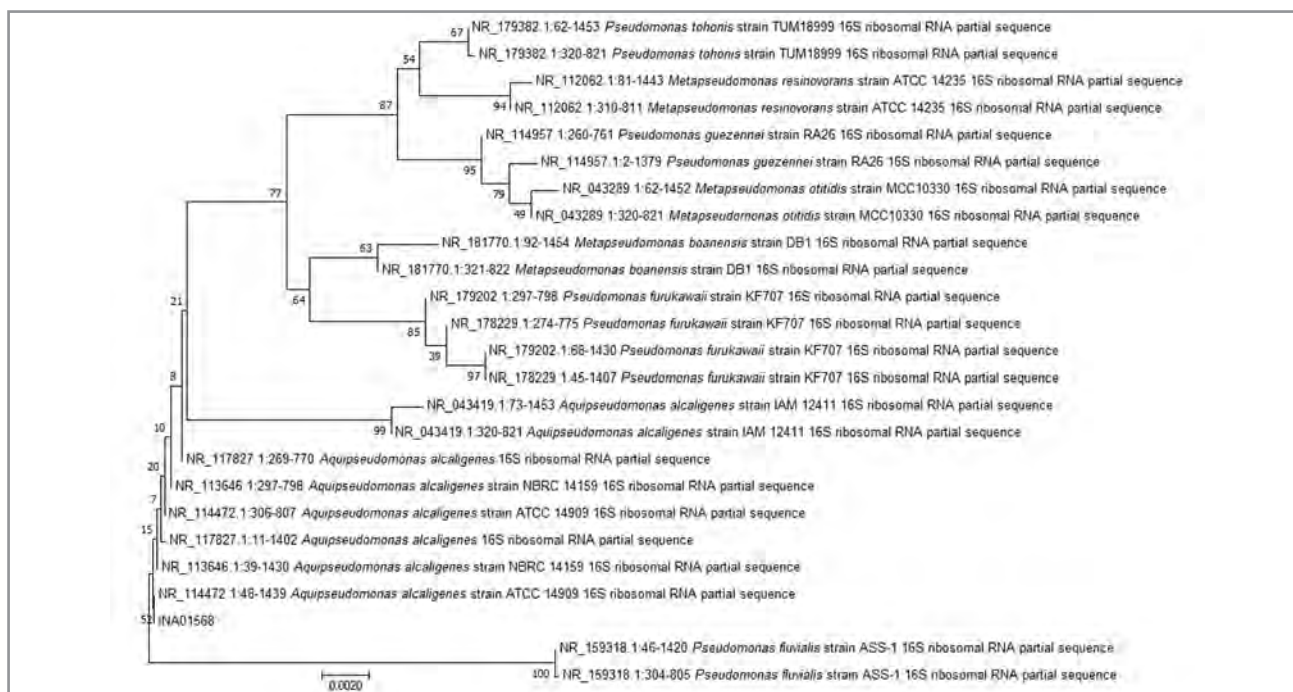 67
NR_179382.1:62-1453 Pseudomonas tohonis strain TUM18999 16S ribosomal RNA partial sequence
54
NR_179382.1:320-821 Pseudomonas tohonis strain TUM18999 16S ribosomal RNA partial sequence
NR_112062.1:81-1443 Metapseudomonas resinovorans strain ATCC 14235 16S ribosomal RNA partial sequence
87
94
NR_112062.1:310-811 Metapseudomonas resinovorans strain ATCC 14235 16S ribosomal RNA partial sequence
NR_114957.1:260-761 Pseudomonas guezennei strain RA26 16S ribosomal RNA partial sequence
95
NR_114957.1:2-1379 Pseudomonas guezennei strain RA26 16S ribosomal RNA partial sequence
77
79
NR_043289.1:62-1452 Metapseudomonas otitidis strain MCC10330 16S ribosomal RNA partial sequence
49
NR_043289.1:320-821 Metapseudomonas otitidis strain MCC10330 16S ribosomal RNA partial sequence
63
NR_181770.1:92-1454 Metapseudomonas boanensis strain DB1 16S ribosomal RNA partial sequence
NR_181770.1:321-822 Metapseudomonas boanensis strain DB1 16S ribosomal RNA partial sequence
21
64
NR_179202.1:297-798 Pseudomonas furukawaii strain KF707 16S ribosomal RNA partial sequence
85
NR_178229.1:274-775 Pseudomonas furukawaii strain KF707 16S ribosomal RNA partial sequence
39
NR_179202.1:68-1430 Pseudomonas furukawaii strain KF707 16S ribosomal RNA partial sequence
97
NR_178229.1:45-1407 Pseudomonas furukawaii strain KF707 16S ribosomal RNA partial sequence
NR_043419.1:73-1453 Aquipseudomonas alcaligenes strain IAM 12411 16S ribosomal RNA partial sequence
10
99
NR_043419.1:320-821 Aquipseudomonas alcaligenes strain IAM 12411 16S ribosomal RNA partial sequence
NR_117827.1:269-770 Aquipseudomonas alcaligenes 16S ribosomal RNA partial sequence
20
NR_113646.1:297-798 Aquipseudomonas alcaligenes strain NBRC 14159 16S ribosomal RNA partial sequence
7
NR_114472.1:306-807 Aquipseudomonas alcaligenes strain ATCC 14909 16S ribosomal RNA partial sequence
15
NR_117827.1:11-1402 Aquipseudomonas alcaligenes 16S ribosomal RNA partial sequence
NR_113646.1:39-1430 Aquipseudomonas alcaligenes strain NBRC 14159 16S ribosomal RNA partial sequence
NR_114472.1:48-1439 Aquipseudomonas alcaligenes strain ATCC 14909 16S ribosomal RNA partial sequence
52
INA01568
NR_159318.1:46-1420 Pseudomonas fluvialis strain ASS-1 16S ribosomal RNA partial sequence
100
NR_159318.1:304-805 Pseudomonas fluvialis strain ASS-1 16S ribosomal RNA partial sequence
0.0020